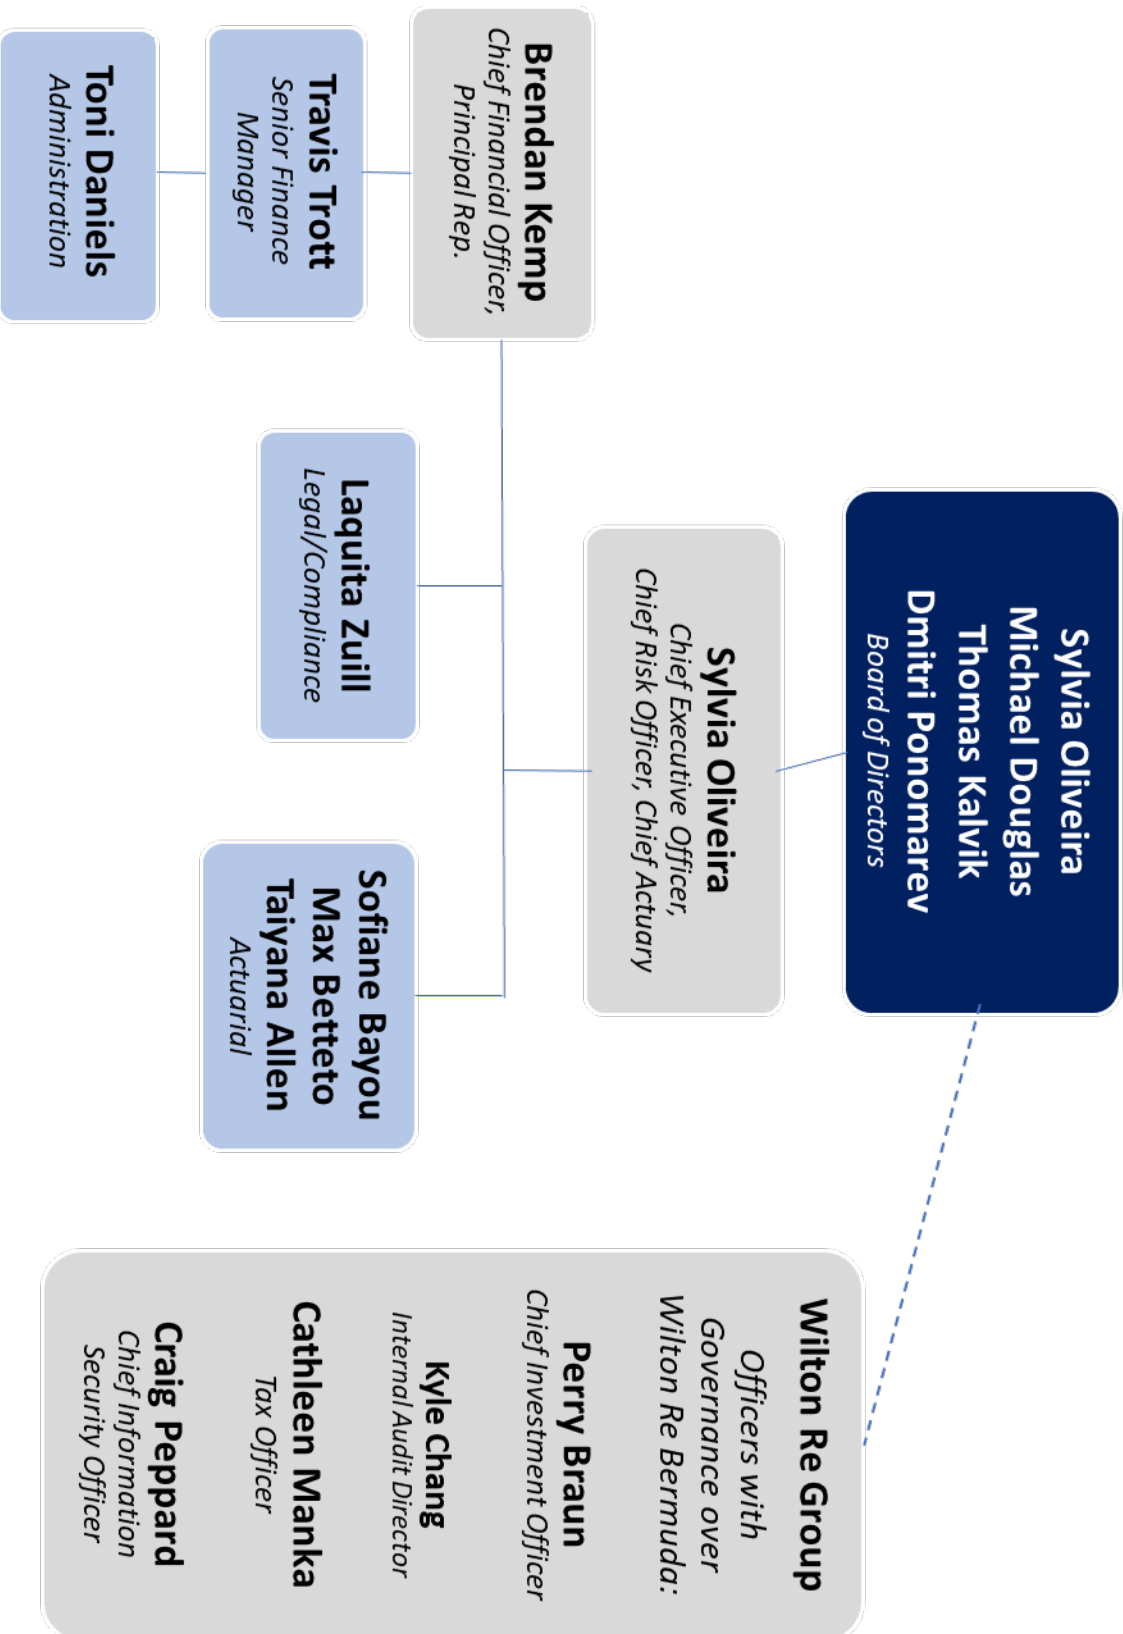 Sylvia Oliveira
Michael Douglas
Thomas Kalvik
Dmitri Ponomarev
Board of Directors
Sylvia Oliveira
Chief Executive Officer,
Chief Risk Officer, Chief Actuary
Brendan Kemp
Chief Financial Officer,
Principal Rep.
Travis Trott
Senior Finance
Manager
Toni Daniels
Administration
Laquita Zuill
Legal/Compliance
Sofiane Bayou
Max Betteto
Taiyana Allen
Actuarial
Wilton Re Group
Officers with
Governance over
Wilton Re Bermuda:
Perry Braun
Chief Investment Officer
Kyle Chang
Internal Audit Director
Cathleen Manka
Tax Officer
Craig Peppard
Chief Information
Security Officer